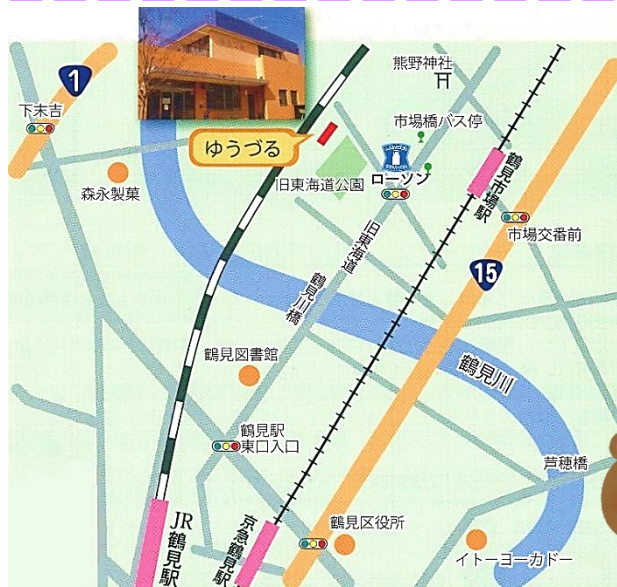 1
下末吉
森永製菓
ゆうづる
旧東海道公園
熊野神社
市場橋バス停
LAWSON
ローソン
鶴見市場駅
市場交番前
15
旧東海道
鶴見川橋
鶴見川
鶴見図書館
鶴見駅
東口入口
芦穂橋
JR
鶴見駅
京急鶴見駅
鶴見区役所
イトーヨーカドー